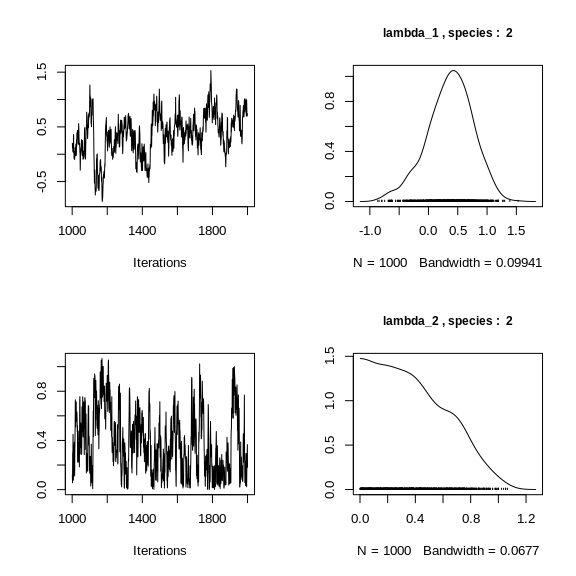 lambda_1 , species : 2
1.5
0.5
-0.5
1000 1400 1800
Iterations
0.8
0.4
0.0
-1.0 0.0 0.5 1.0 1.5
N = 1000 Bandwidth = 0.09941
lambda_2 , species : 2
0.8
0.4
0.0
1000 1400 1800
Iterations
1.5
1.0
0.5
0.0
0.0 0.4 0.8 1.2
N = 1000 Bandwidth = 0.0677